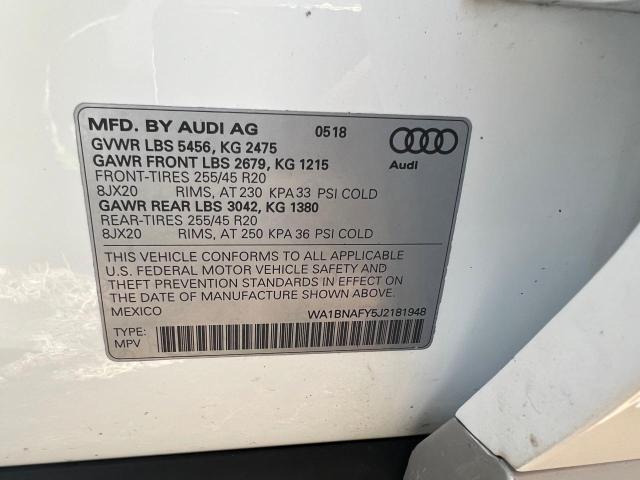 MFD. BY AUDI AG 0518
GVWR LBS 5456, KG 2475
GAWR FRONT LBS 2679, KG 1215
FRONT-TIRES 255/45 R20
8JX20 RIMS, AT 230 KPA 33 PSI COLD
GAWR REAR LBS 3042, KG 1380
REAR-TIRES 255/45 R20
8JX20 RIMS, AT 250 KPA 36 PSI COLD
Audi
THIS VEHICLE CONFORMS TO ALL APPLICABLE
U.S. FEDERAL MOTOR VEHICLE SAFETY AND
THEFT PREVENTION STANDARDS IN EFFECT ON
THE DATE OF MANUFACTURE SHOWN ABOVE.
MEXICO WA1BNAFY5J2181948
TYPE:
MPV